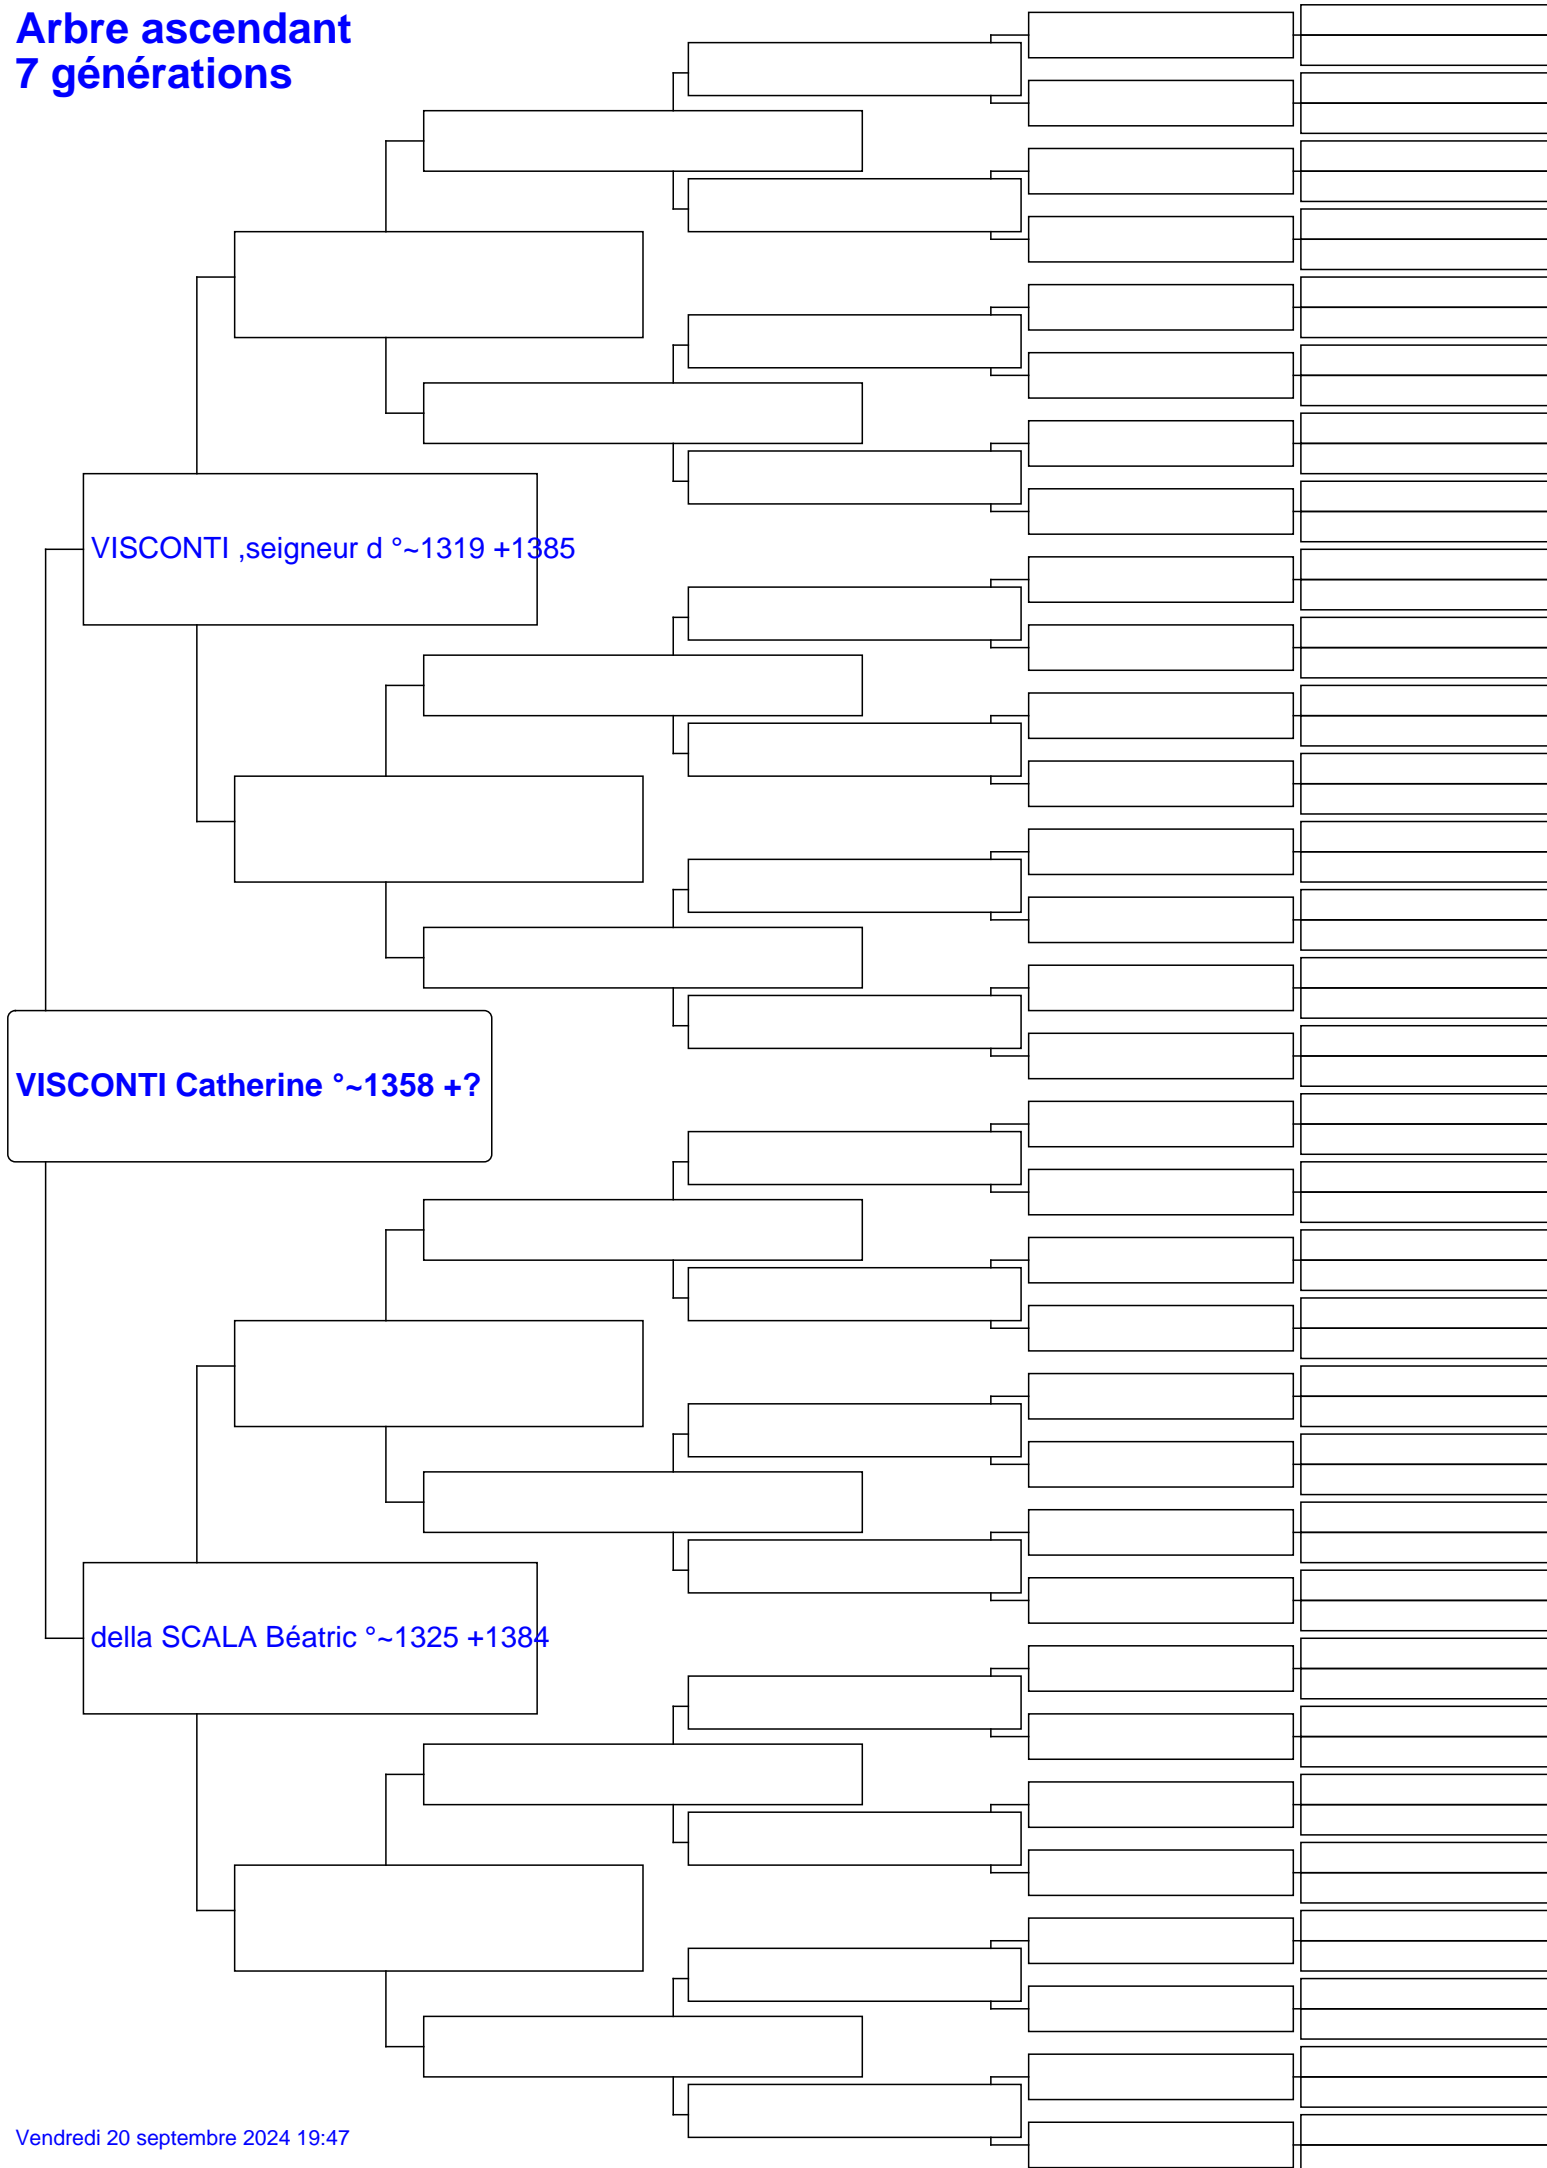 Arbre ascendant
7 générations
VISCONTI ,seigneur d °~1319 +1385
VISCONTI Catherine °~1358 +?
della SCALA Béatric °~1325 +1384
Vendredi 20 septembre 2024 19:47